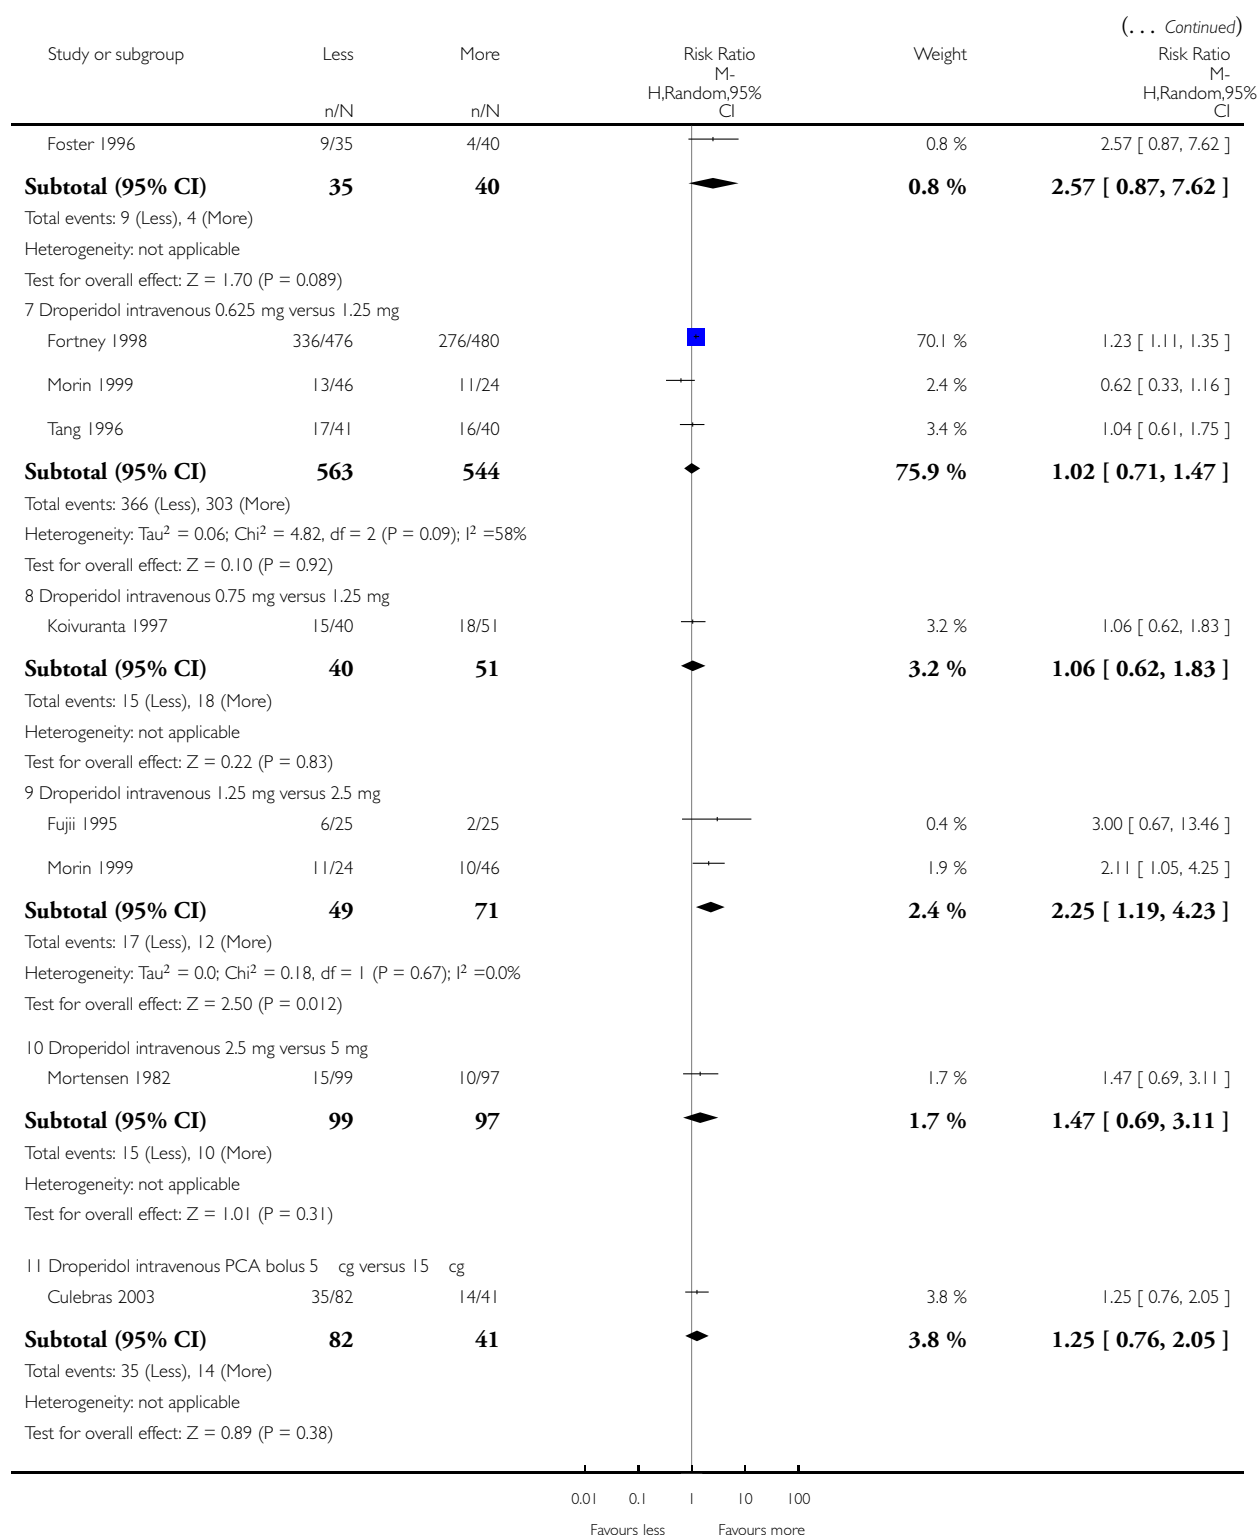 (... Continued)
Study or subgroup Less More Risk Ratio Weight Risk Ratio
M- M-
H,Random,95% H,Random,95%
n/N n/N CI CI
Foster 1996 9/35 4/40 0.8 % 2.57 [ 0.87, 7.62 ]
Subtotal (95% CI) 35 40 0.8 % 2.57 [ 0.87, 7.62 ]
Total events: 9 (Less), 4 (More)
Heterogeneity: not applicable
Test for overall effect: Z = 1.70 (P = 0.089)
7 Droperidol intravenous 0.625 mg versus 1.25 mg
Fortney 1998 336/476 276/480 70.1 % 1.23 [ 1.11, 1.35 ]
Morin 1999 13/46 11/24 2.4 % 0.62 [ 0.33, 1.16 ]
Tang 1996 17/41 16/40 3.4 % 1.04 [ 0.61, 1.75 ]
Subtotal (95% CI) 563 544 75.9 % 1.02 [ 0.71, 1.47 ]
Total events: 366 (Less), 303 (More)
Heterogeneity: Tau² = 0.06; Chi² = 4.82, df = 2 (P = 0.09); I² =58%
Test for overall effect: Z = 0.10 (P = 0.92)
8 Droperidol intravenous 0.75 mg versus 1.25 mg
Koivuranta 1997 15/40 18/51 3.2 % 1.06 [ 0.62, 1.83 ]
Subtotal (95% CI) 40 51 3.2 % 1.06 [ 0.62, 1.83 ]
Total events: 15 (Less), 18 (More)
Heterogeneity: not applicable
Test for overall effect: Z = 0.22 (P = 0.83)
9 Droperidol intravenous 1.25 mg versus 2.5 mg
Fujii 1995 6/25 2/25 0.4 % 3.00 [ 0.67, 13.46 ]
Morin 1999 11/24 10/46 1.9 % 2.11 [ 1.05, 4.25 ]
Subtotal (95% CI) 49 71 2.4 % 2.25 [ 1.19, 4.23 ]
Total events: 17 (Less), 12 (More)
Heterogeneity: Tau² = 0.0; Chi² = 0.18, df = 1 (P = 0.67); I² =0.0%
Test for overall effect: Z = 2.50 (P = 0.012)
10 Droperidol intravenous 2.5 mg versus 5 mg
Mortensen 1982 15/99 10/97 1.7 % 1.47 [ 0.69, 3.11 ]
Subtotal (95% CI) 99 97 1.7 % 1.47 [ 0.69, 3.11 ]
Total events: 15 (Less), 10 (More)
Heterogeneity: not applicable
Test for overall effect: Z = 1.01 (P = 0.31)
11 Droperidol intravenous PCA bolus 5 cg versus 15 cg
Culebras 2003 35/82 14/41 3.8 % 1.25 [ 0.76, 2.05 ]
Subtotal (95% CI) 82 41 3.8 % 1.25 [ 0.76, 2.05 ]
Total events: 35 (Less), 14 (More)
Heterogeneity: not applicable
Test for overall effect: Z = 0.89 (P = 0.38)
0.01 0.1 1 10 100
Favours less Favours more